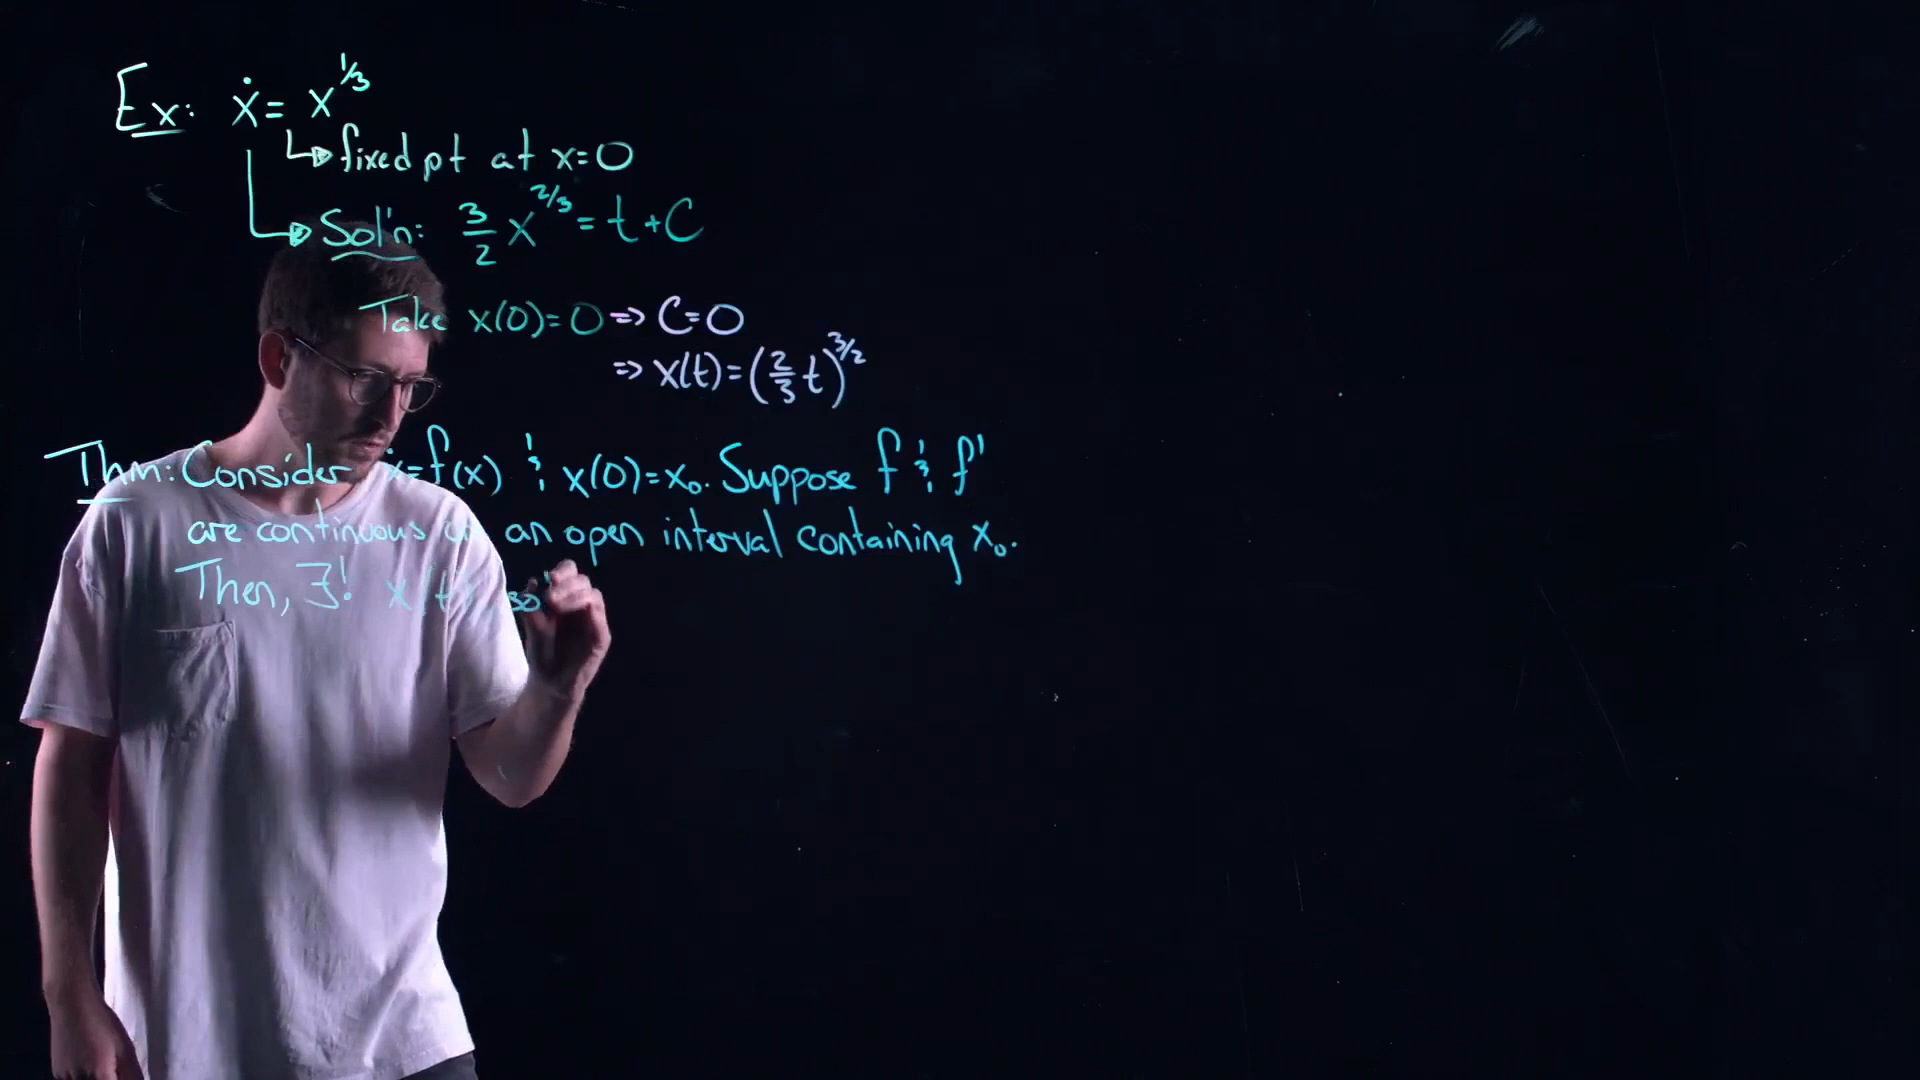 Ex: ẋ = x^{1/3}
fixed pt at x=0
Sol'n: 3/2 x^{2/3} = t + C
Take x(0)=0 => C=0
=> x(t) = (2/3 t)^{3/2}
Thm: Consider ẋ=f(x) & x(0)=x₀. Suppose f & f'
are continuous on an open interval containing x₀.
Then, ∃! x(t)